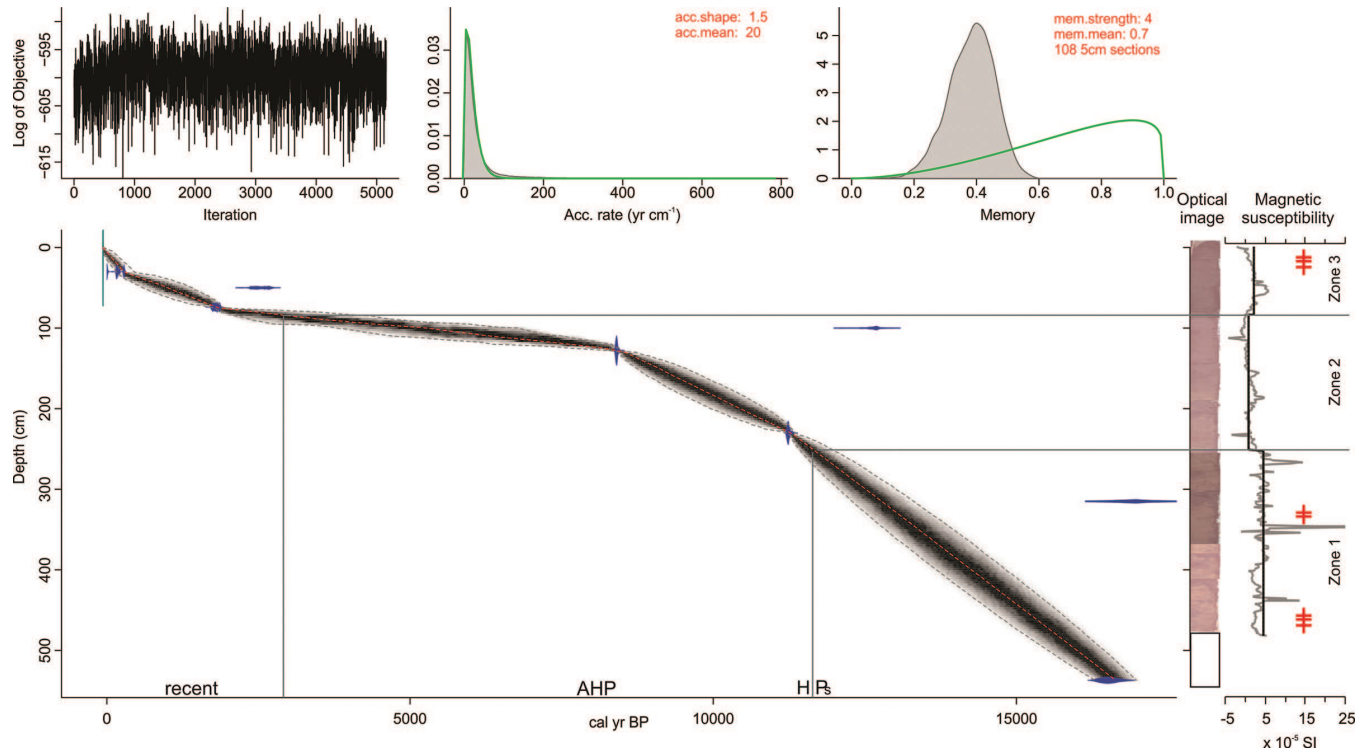 Log of Objective
−595
−605
−615
0
1000
2000
3000
4000
5000
Iteration
acc.shape: 1.5
acc.mean: 20
0.03
0.02
0.01
0.00
0
200
400
600
800
Acc. rate (yr cm⁻¹)
mem.strength: 4
mem.mean: 0.7
108 5cm sections
5
4
3
2
1
0
0.0
0.2
0.4
0.6
0.8
1.0
Memory
Optical
image
Magnetic
susceptibility
Depth (cm)
0
100
200
300
400
500
recent
AHP
H
P
s
0
5000
10000
15000
cal yr BP
Zone 3
Zone 2
Zone 1
-5
5
15
25
x 10⁻⁵ SI